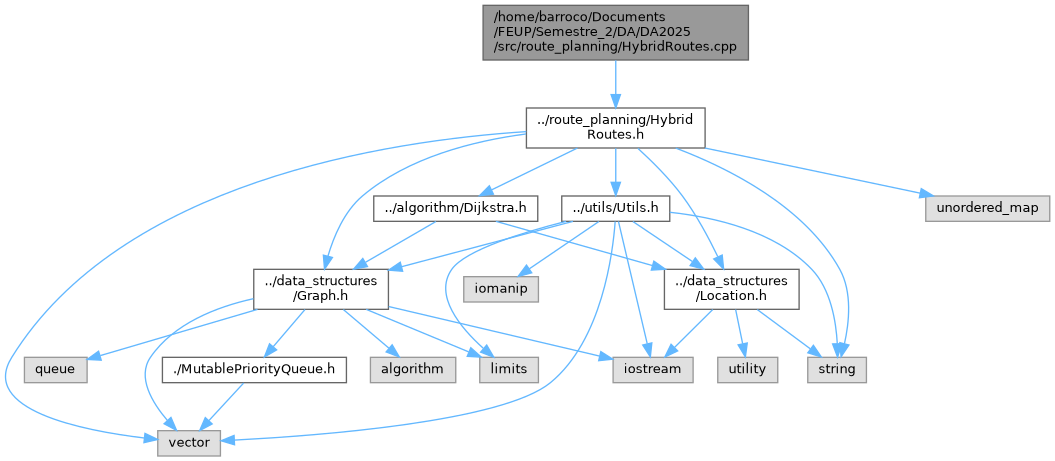 /home/barroco/Documents
/FEUP/Semestre_2/DA/DA2025
/src/route_planning/HybridRoutes.cpp
../route_planning/Hybrid
Routes.h
../algorithm/Dijkstra.h
../utils/Utils.h
unordered_map
../data_structures
/Graph.h
iomanip
../data_structures
/Location.h
queue
./MutablePriorityQueue.h
algorithm
limits
iostream
utility
string
vector